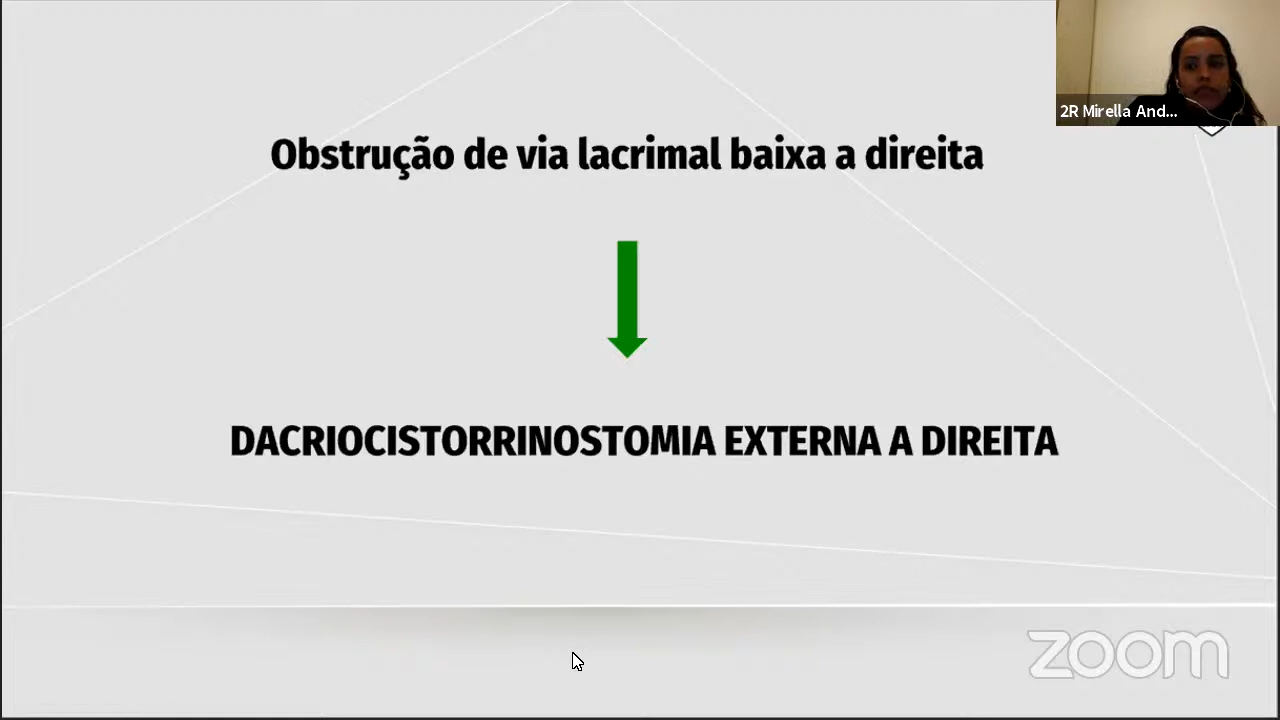 2R Mirella And...
Obstrução de via lacrimal baixa a direita
DACRIOCISTORRINOSTOMIA EXTERNA A DIREITA
zoom